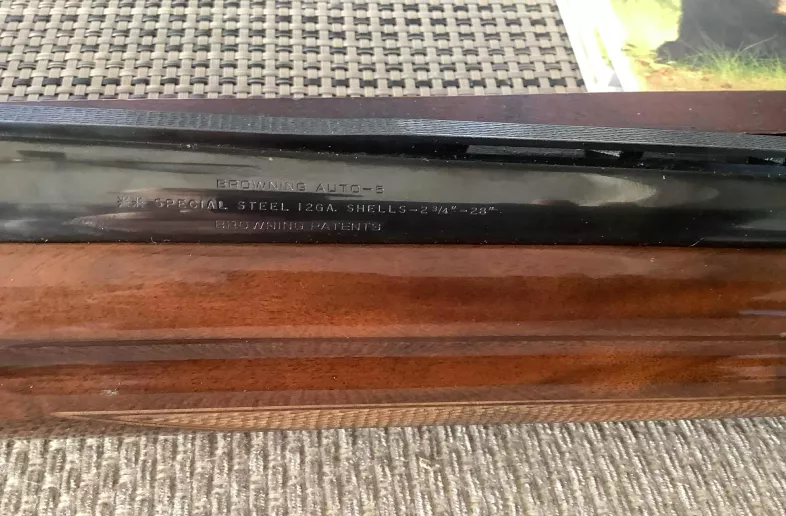 BROWNING AUTO-5
** SPECIAL STEEL 12GA. SHELLS-2 3/4"-28"
BROWNING PATENTS